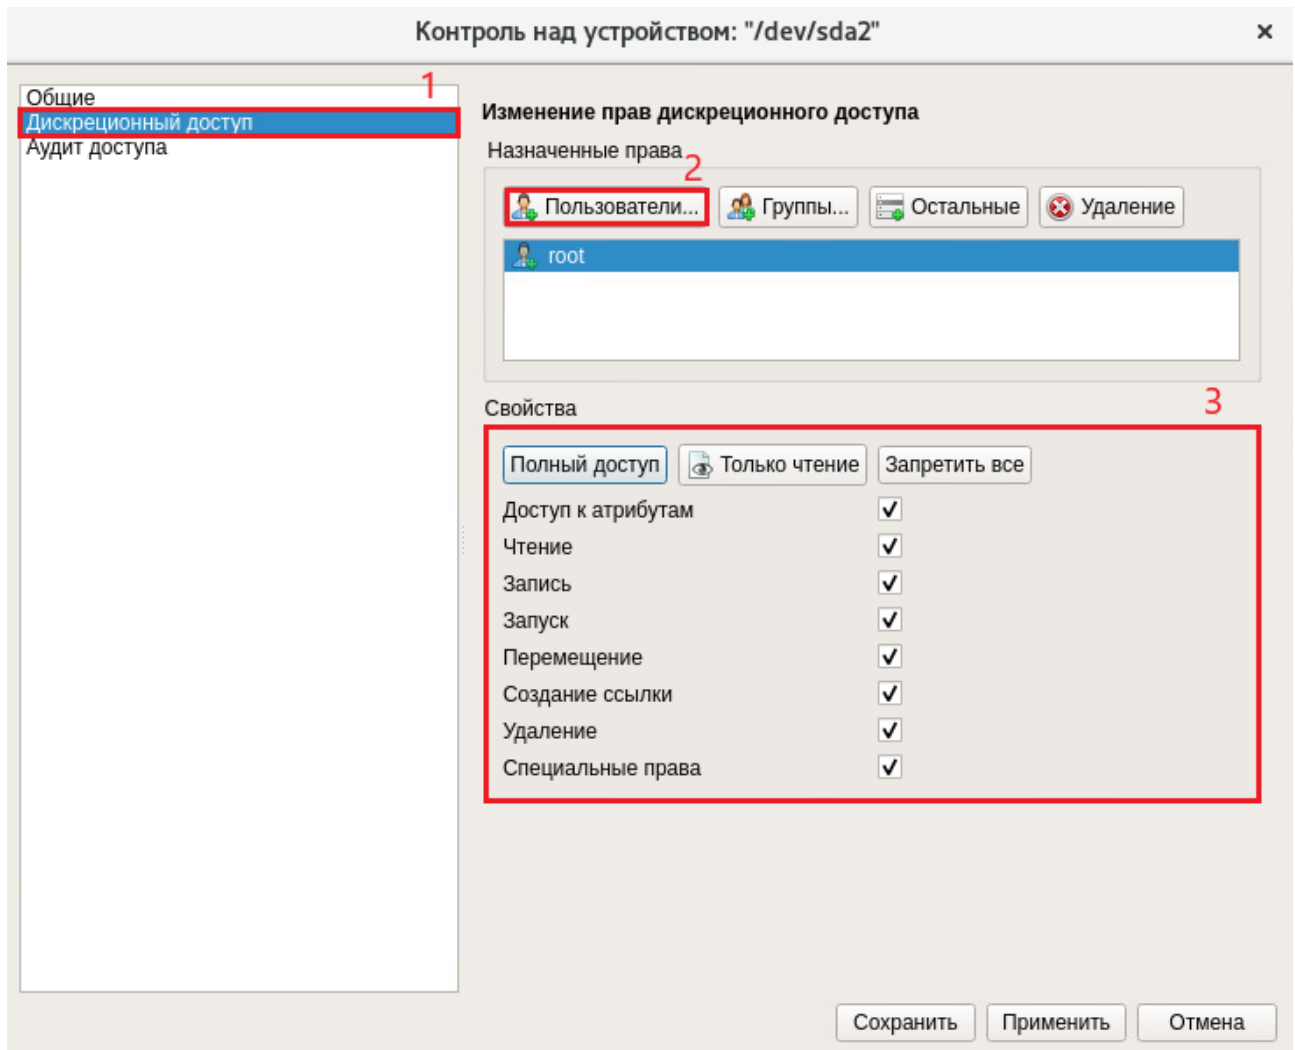 Контроль над устройством: "/dev/sda2"
1
Общие
Дискреционный доступ
Аудит доступа
Изменение прав дискреционного доступа
Назначенные права
2
Пользователи... Группы... Остальные Удаление
root
Свойства
3
Полный доступ Только чтение Запретить все
Доступ к атрибутам
Чтение
Запись
Запуск
Перемещение
Создание ссылки
Удаление
Специальные права
Сохранить Применить Отмена